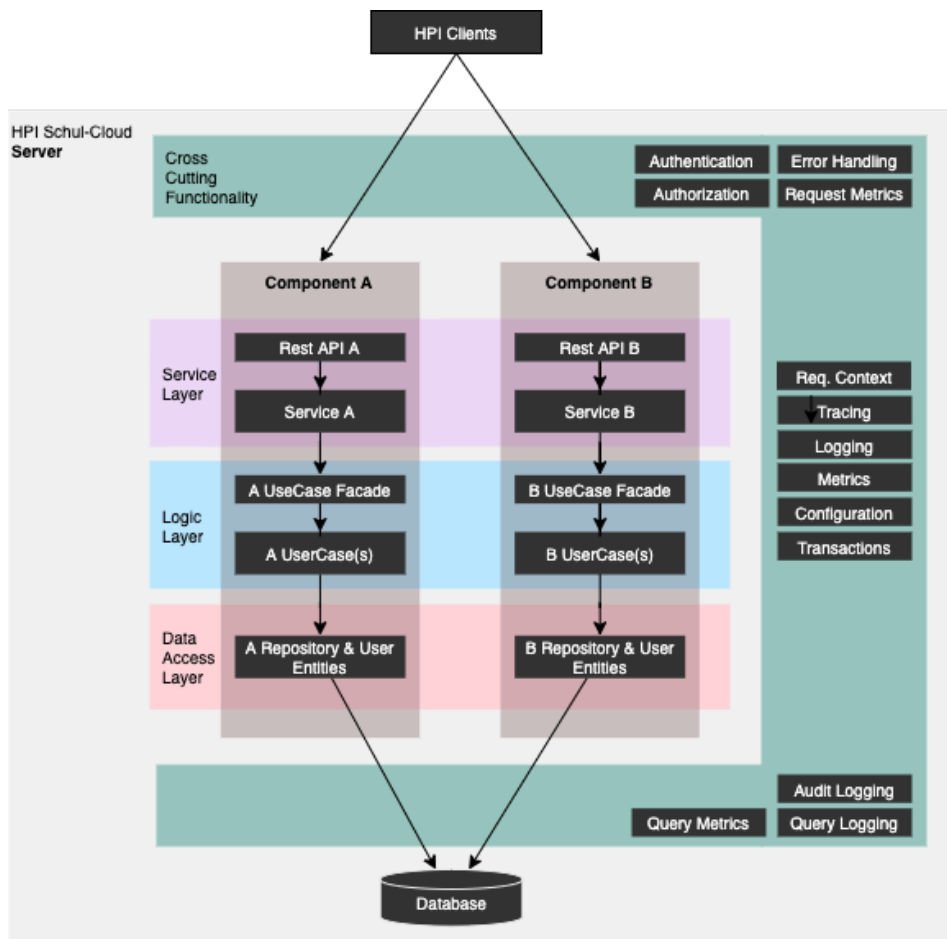 HPI Clients
HPI Schul-Cloud
Server
Cross
Cutting
Functionality
Authentication
Error Handling
Authorization
Request Metrics
Component A
Component B
Service
Layer
Rest API A
Rest API B
Service A
Service B
Logic
Layer
A UseCase Facade
B UseCase Facade
A UserCase(s)
B UserCase(s)
Data
Access
Layer
A Repository & User
Entities
B Repository & User
Entities
Req. Context
Tracing
Logging
Metrics
Configuration
Transactions
Audit Logging
Query Metrics
Query Logging
Database